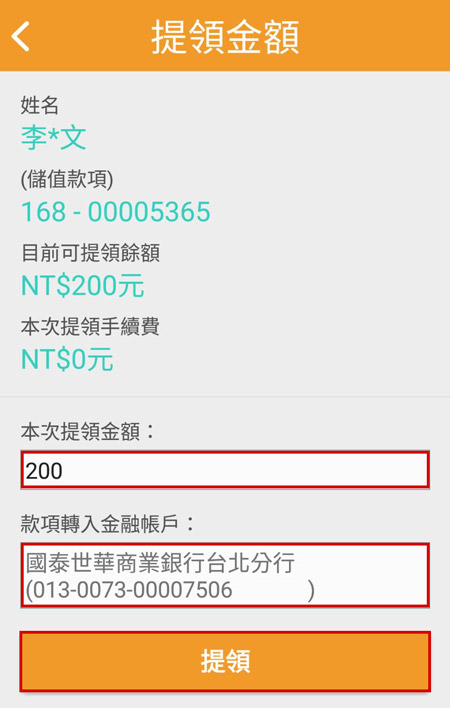 提領金額
姓名
李*文
(儲值款項)
168 - 00005365
目前可提領餘額
NT$200元
本次提領手續費
NT$0元
本次提領金額：
200
款項轉入金融帳戶：
國泰世華商業銀行台北分行
(013-0073-00007506 )
提領